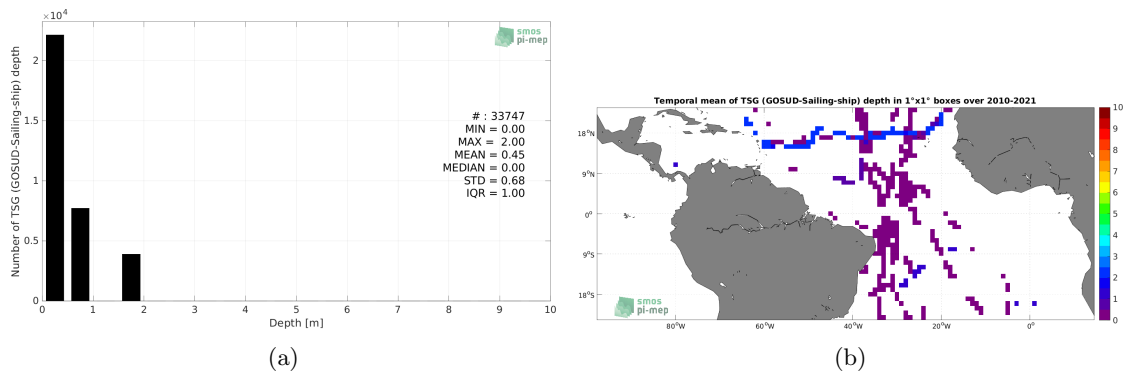 ×10⁴
2
1.5
1
0.5
0
0 1 2 3 4 5 6 7 8 9 10
Number of TSG (GOSUD-Sailing-ship) depth
Depth [m]
smos
pi-mep
# : 33747
MIN = 0.00
MAX = 2.00
MEAN = 0.45
MEDIAN = 0.00
STD = 0.68
IQR = 1.00
(a)
Temporal mean of TSG (GOSUD-Sailing-ship) depth in 1°x1° boxes over 2010-2021
18°N
9°N
0°
9°S
18°S
80°W 60°W 40°W 20°W 0°
smos
pi-mep
10
9
8
7
6
5
4
3
2
1
0
(b)